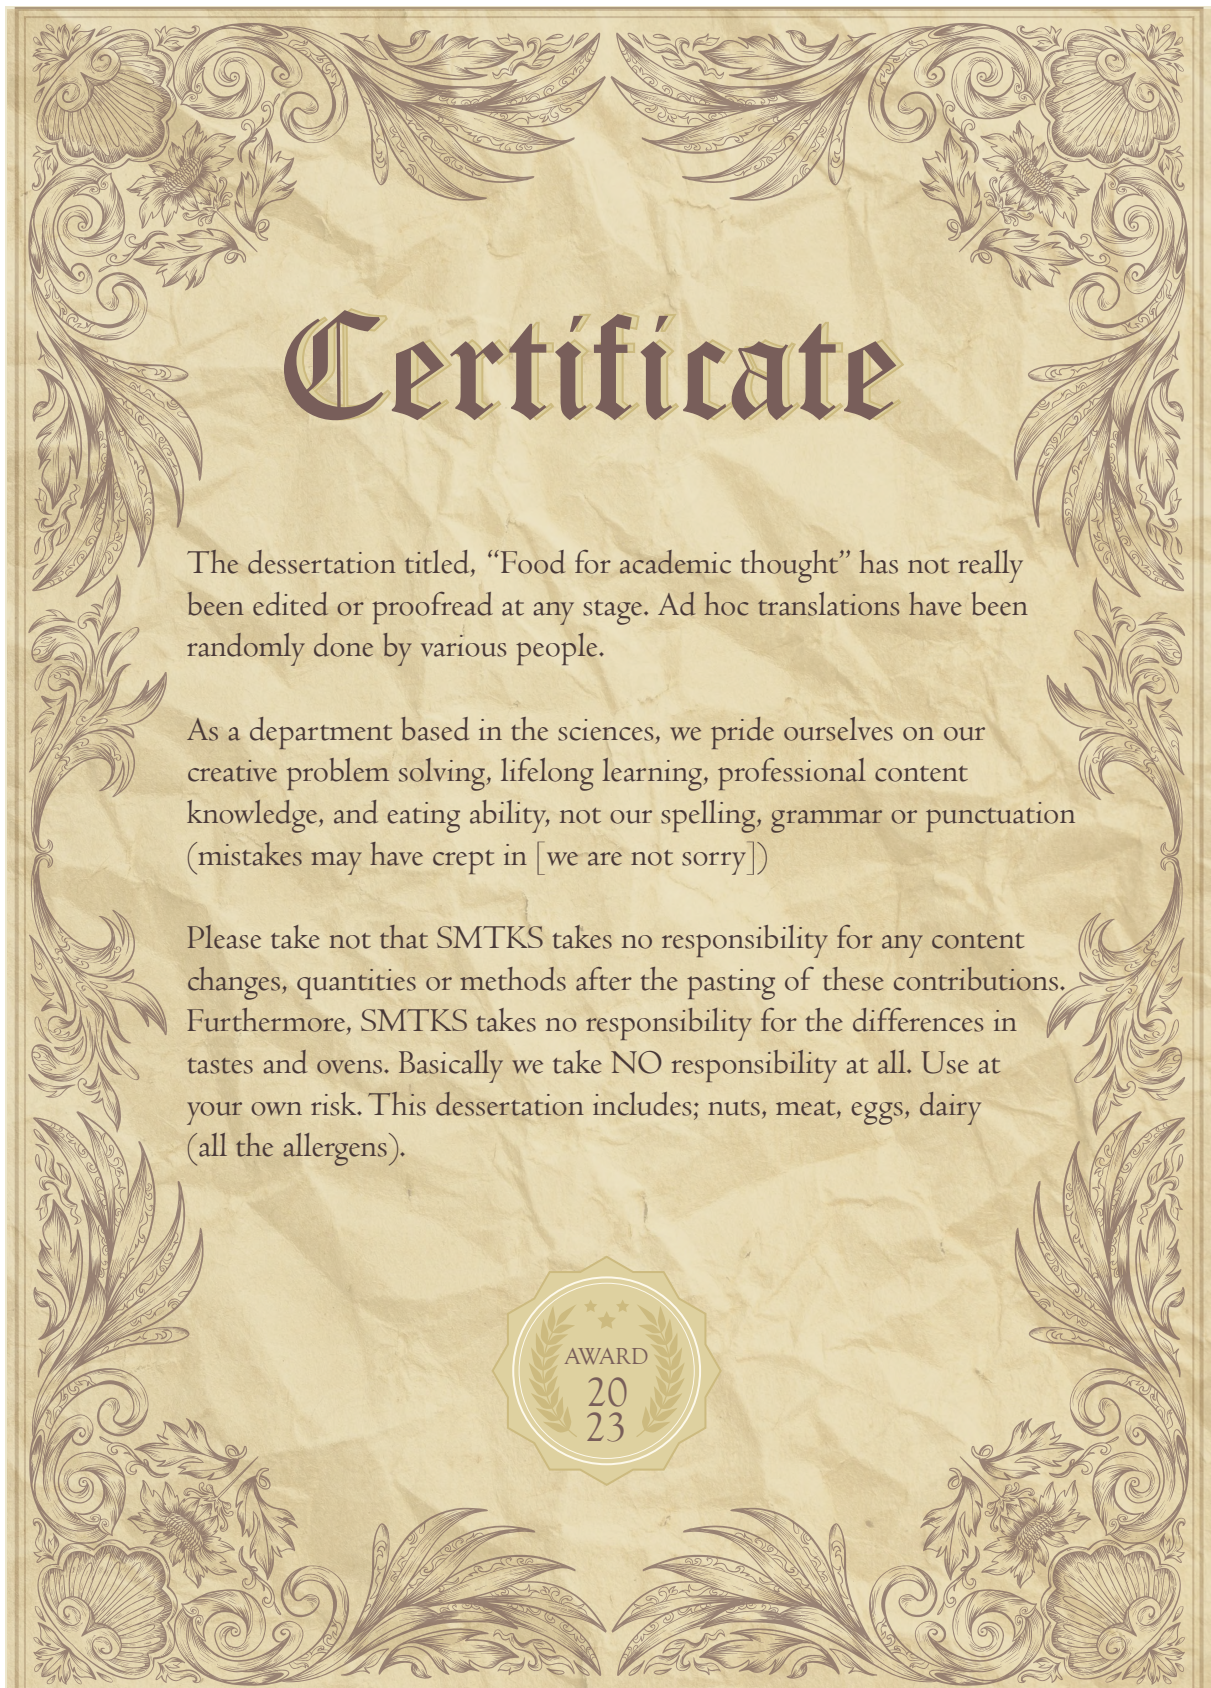 Certificate
The dessertation titled, “Food for academic thought” has not really
been edited or proofread at any stage. Ad hoc translations have been
randomly done by various people.
As a department based in the sciences, we pride ourselves on our
creative problem solving, lifelong learning, professional content
knowledge, and eating ability, not our spelling, grammar or punctuation
(mistakes may have crept in [we are not sorry])
Please take not that SMTKS takes no responsibility for any content
changes, quantities or methods after the pasting of these contributions.
Furthermore, SMTKS takes no responsibility for the differences in
tastes and ovens. Basically we take NO responsibility at all. Use at
your own risk. This dessertation includes; nuts, meat, eggs, dairy
(all the allergens).
AWARD
20
23